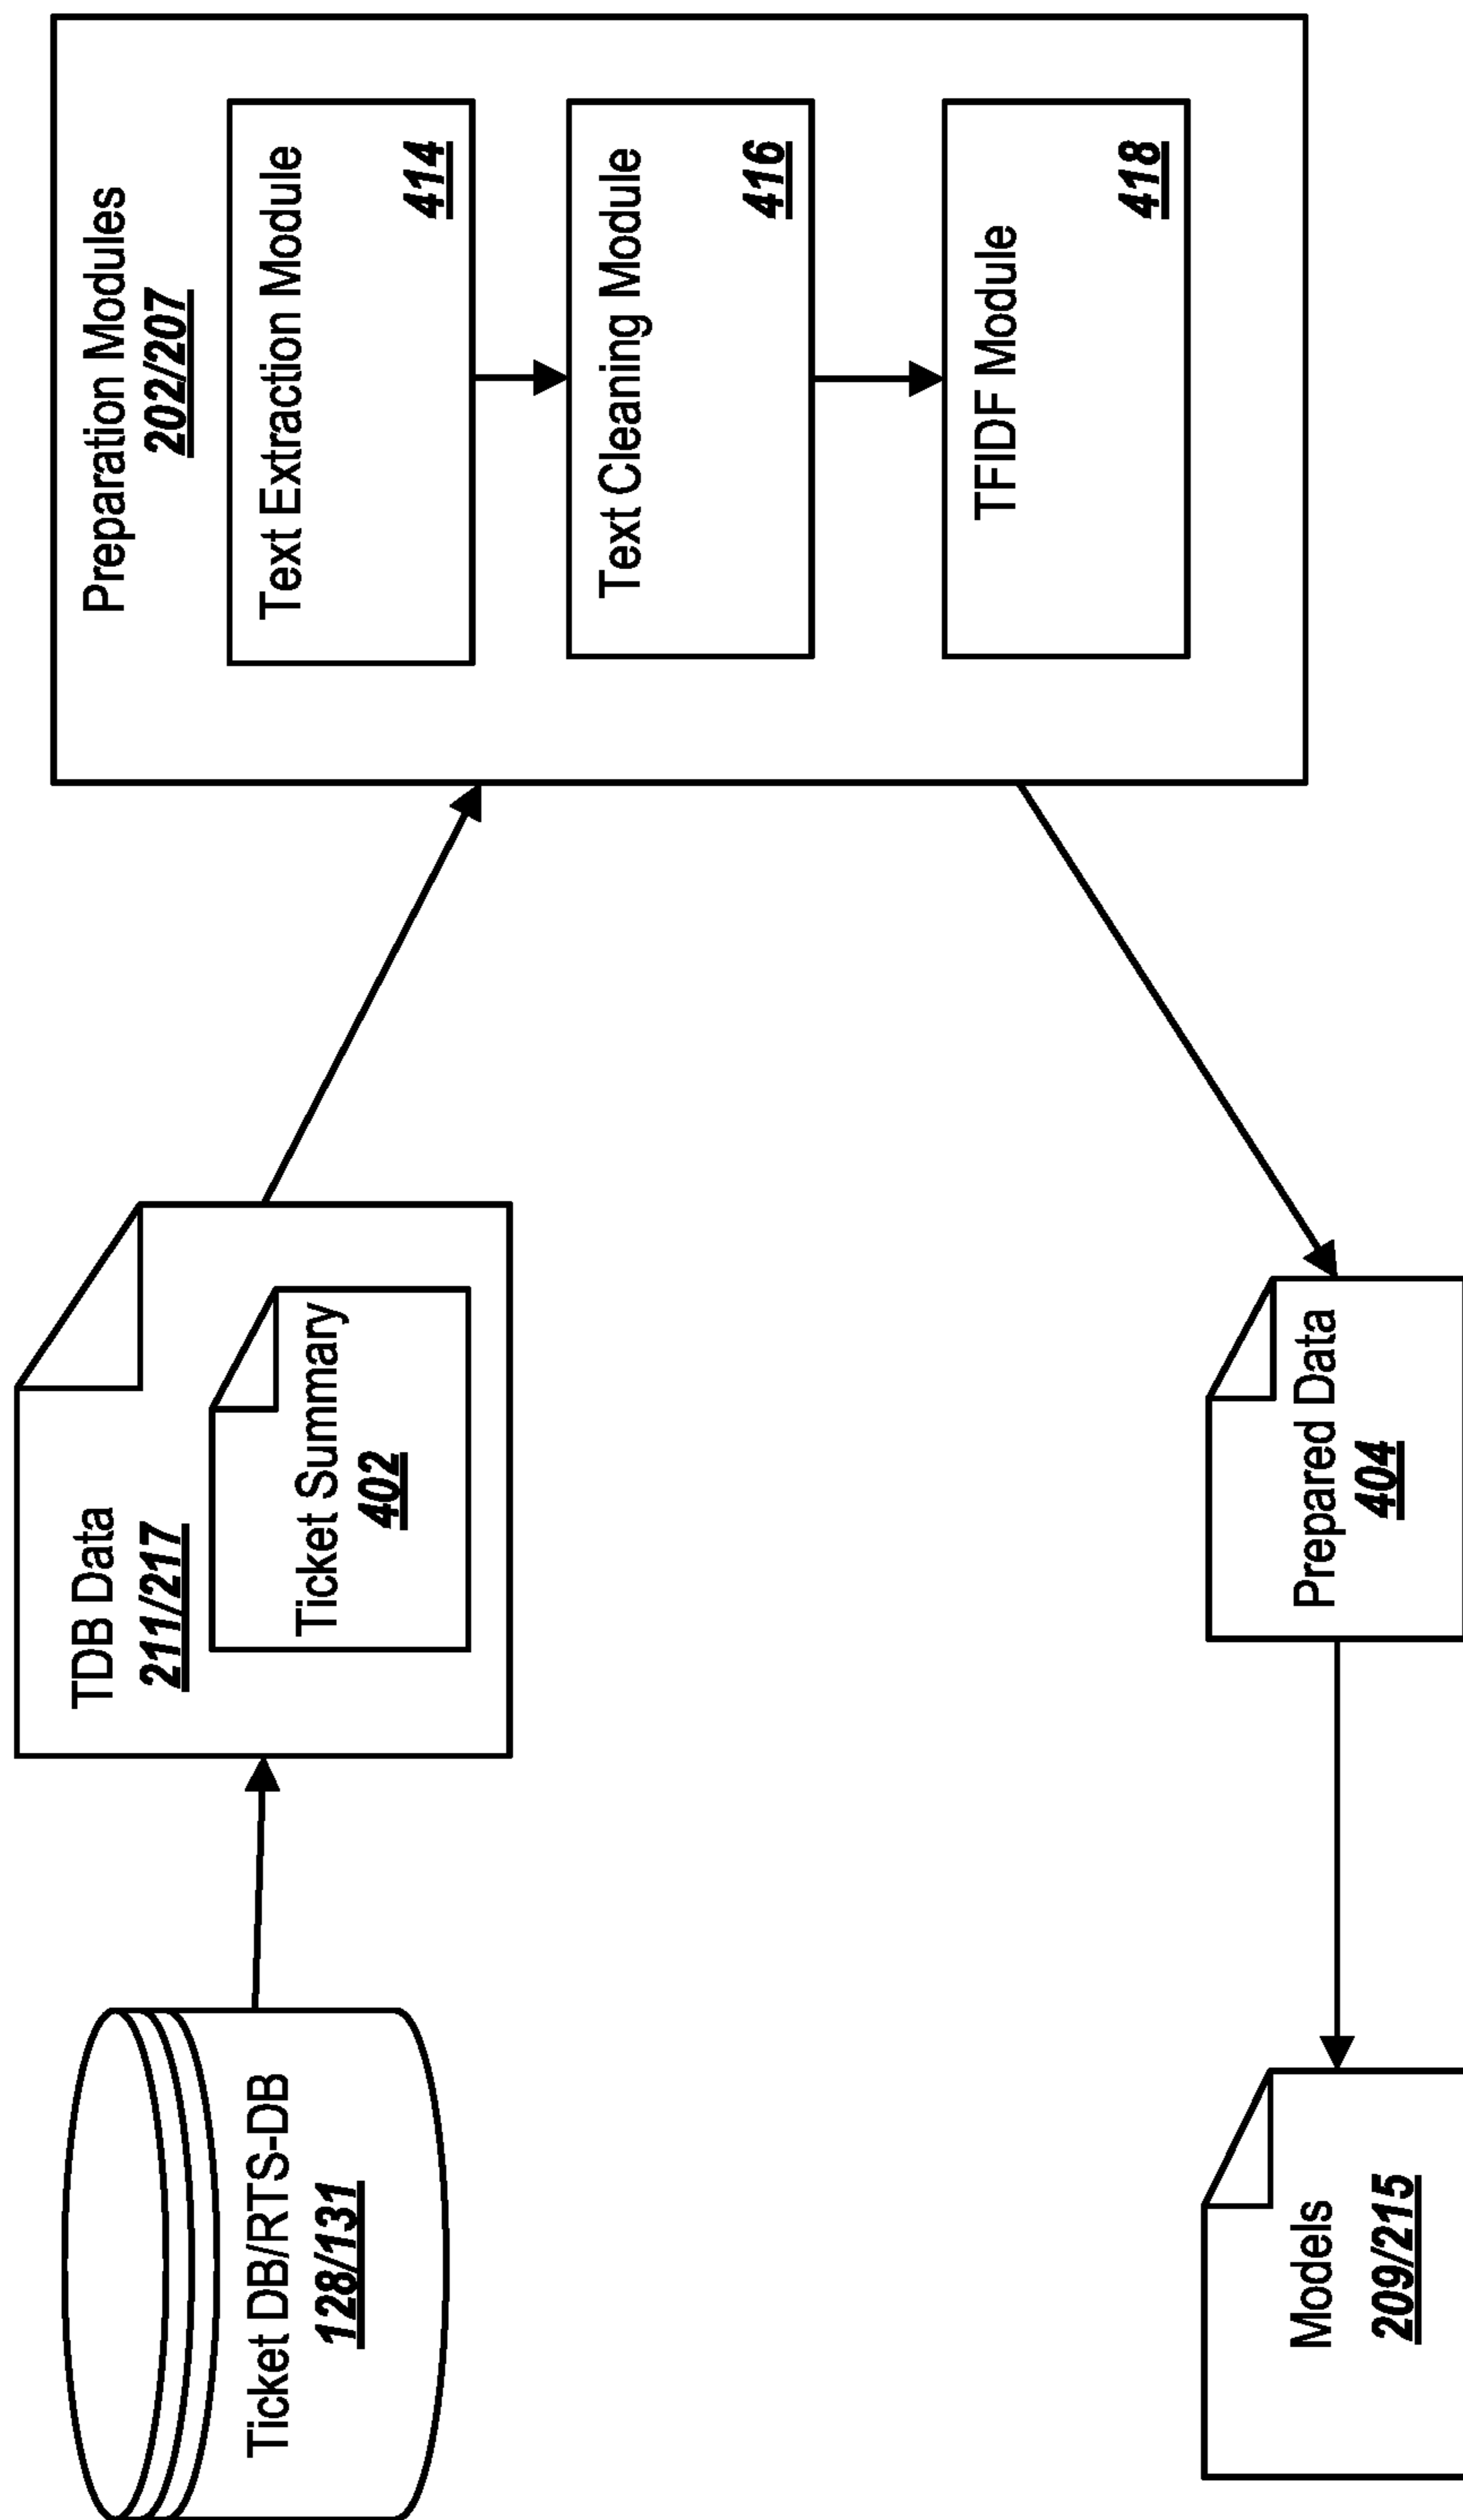 Ticket DB/RTS-DB
128/131
TDB Data
211/217
Ticket Summary
402
Preparation Modules
202/207
Text Extraction Module
414
Text Cleaning Module
416
TFIDF Module
418
Prepared Data
404
Models
209/215